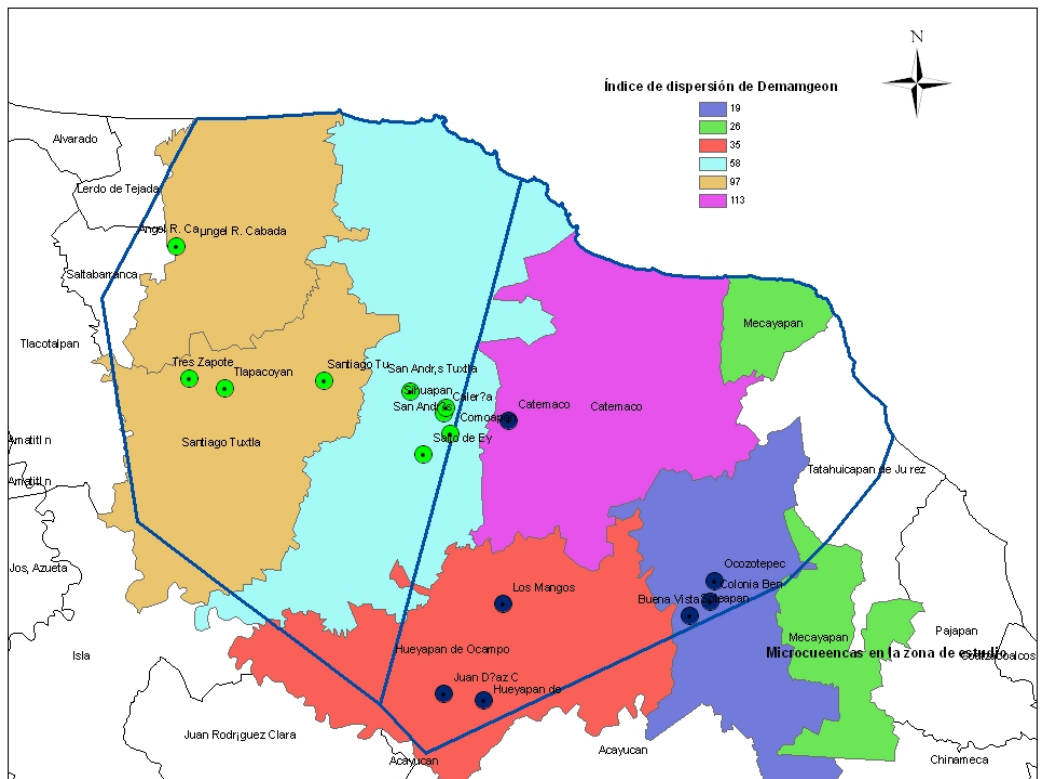 N
Índice de dispersión de Demamgeon
19
26
35
58
97
113
Alvarado
Lerdo de Tejada
Angel R. Ca
µngel R. Cabada
Saltabarranca
Mecayapan
Tlacotalpan
Tres Zapote
Tlapacoyan
Santiago Tu
San Andr,s Tuxtla
Sihuapan
Caler?a
San Andr?s
Comoapan
Catemaco
Catemaco
Salto de Ey
Santiago Tuxtla
Amatitl n
Amatitl n
Tatahuicapan de Ju rez
Jos, Azueta
Ocozotepec
Colonia Ben
Los Mangos
Buena Vista
Soteapan
Mecayapan
Pajapan
Isla
Hueyapan de Ocampo
Microcueencas en la zona de estudio
Coatzacoalcos
Juan D?az C
Hueyapan de
Juan Rodr¡guez Clara
Acayucan
Acayucan
Chinameca